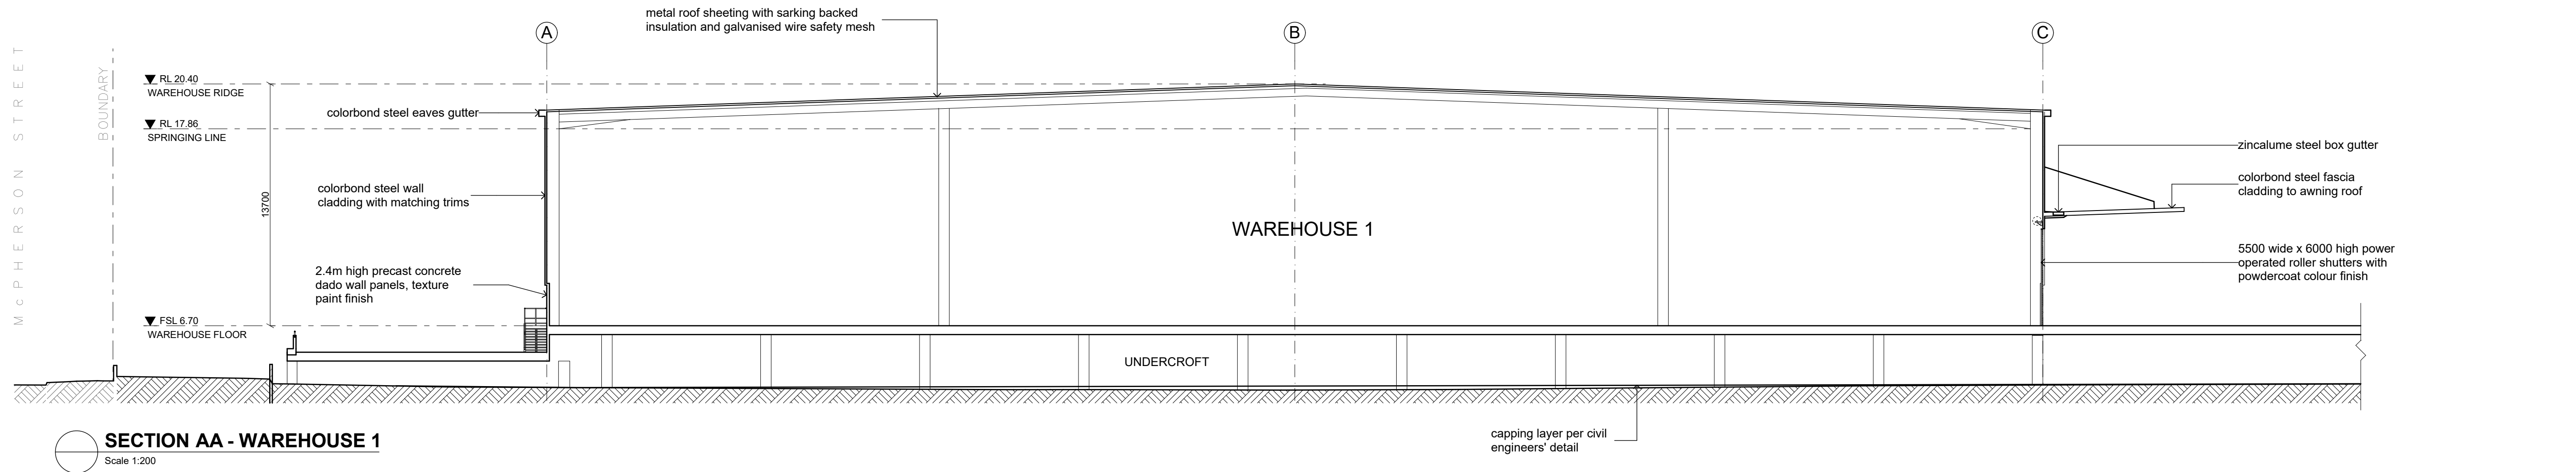 McPHERSON STREET
BOUNDARY
RL 20.40
WAREHOUSE RIDGE
RL 17.86
SPRINGING LINE
13700
FSL 6.70
WAREHOUSE FLOOR
metal roof sheeting with sarking backed
insulation and galvanised wire safety mesh
A
B
C
colorbond steel eaves gutter
colorbond steel wall
cladding with matching trims
2.4m high precast concrete
dado wall panels, texture
paint finish
WAREHOUSE 1
UNDERCROFT
zincalume steel box gutter
colorbond steel fascia
cladding to awning roof
5500 wide x 6000 high power
operated roller shutters with
powdercoat colour finish
capping layer per civil
engineers' detail
SECTION AA - WAREHOUSE 1
Scale 1:200